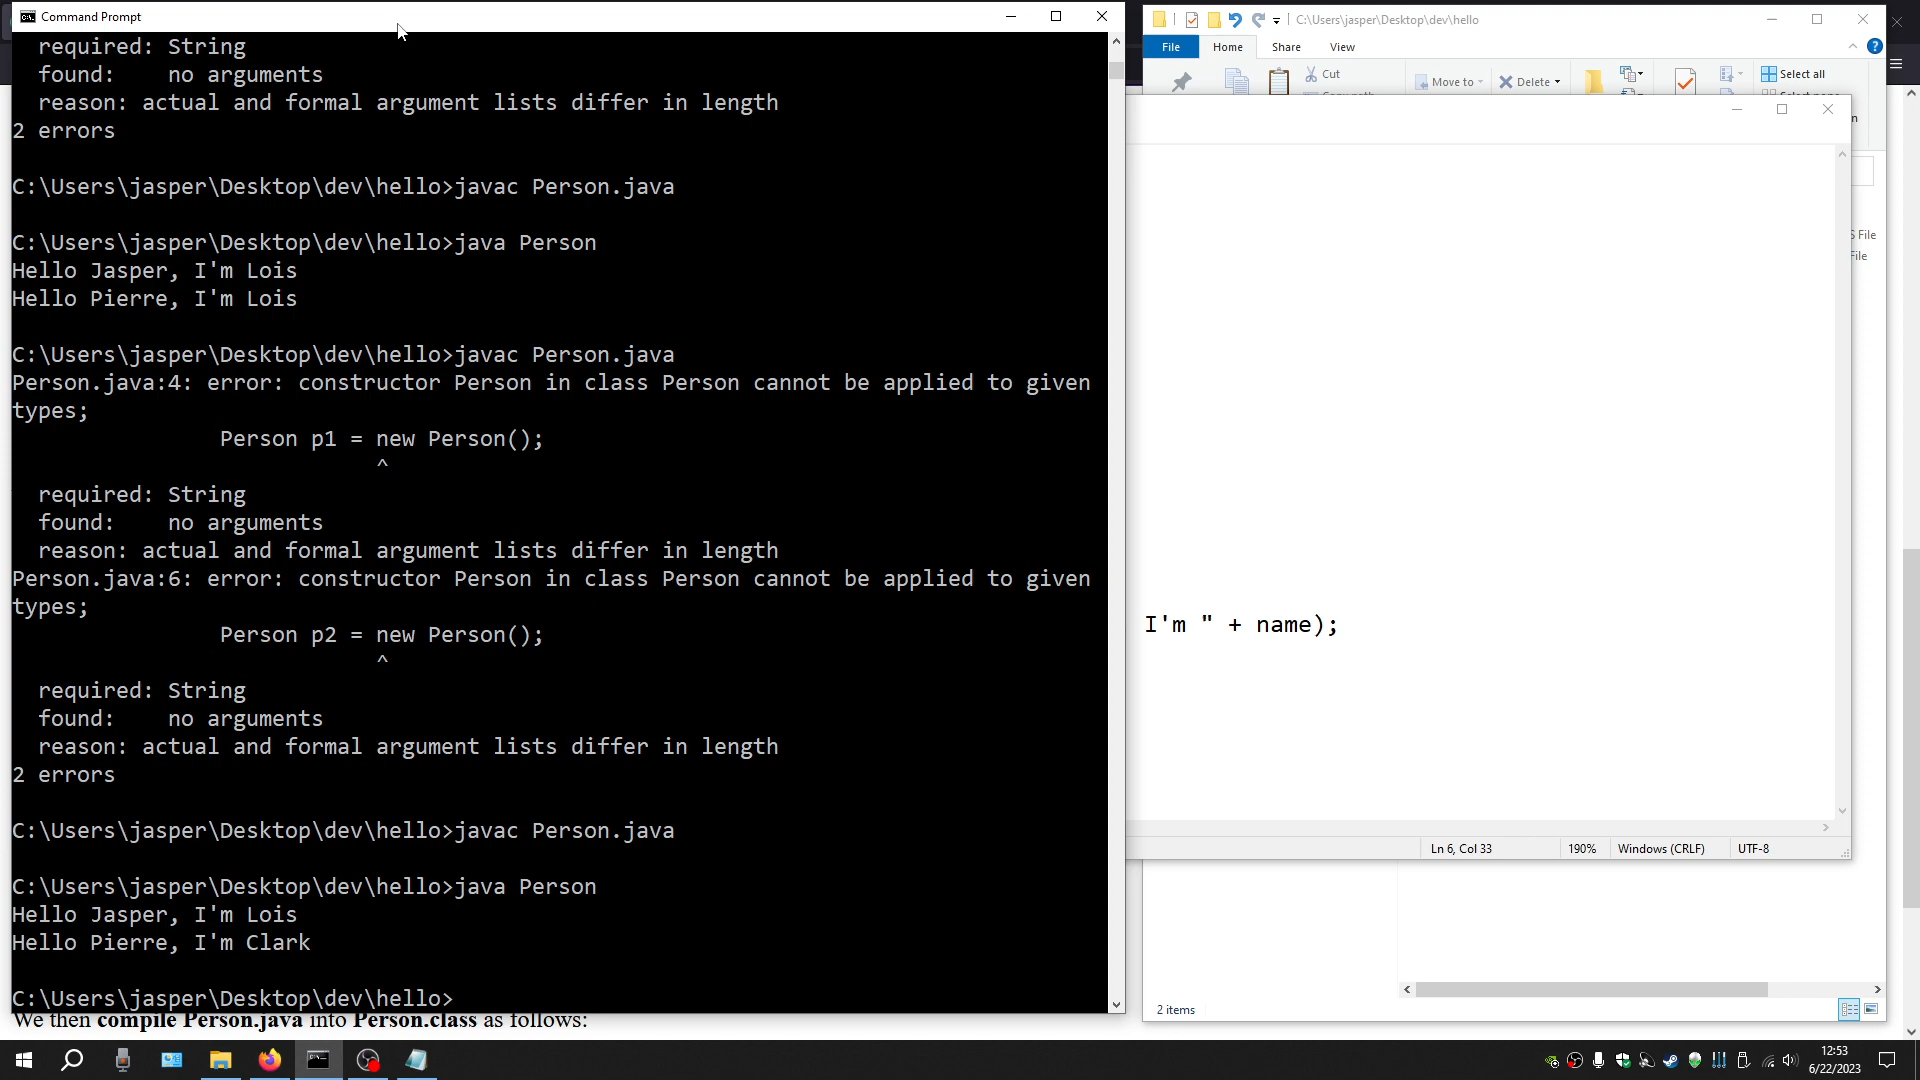 Command Prompt
required: String
found:    no arguments
reason: actual and formal argument lists differ in length
2 errors
C:\Users\jasper\Desktop\dev\hello>javac Person.java
C:\Users\jasper\Desktop\dev\hello>java Person
Hello Jasper, I'm Lois
Hello Pierre, I'm Lois
C:\Users\jasper\Desktop\dev\hello>javac Person.java
Person.java:4: error: constructor Person in class Person cannot be applied to given
types;
Person p1 = new Person();
^
required: String
found:    no arguments
reason: actual and formal argument lists differ in length
Person.java:6: error: constructor Person in class Person cannot be applied to given
types;
Person p2 = new Person();
^
required: String
found:    no arguments
reason: actual and formal argument lists differ in length
2 errors
C:\Users\jasper\Desktop\dev\hello>javac Person.java
C:\Users\jasper\Desktop\dev\hello>java Person
Hello Jasper, I'm Lois
Hello Pierre, I'm Clark
C:\Users\jasper\Desktop\dev\hello>
We then compile Person.java into Person.class as follows:
C:\Users\jasper\Desktop\dev\hello
File Home Share View
Cut
Move to Delete Select all
S File
File
I'm " + name);
Ln 6, Col 33 190% Windows (CRLF) UTF-8
2 items
12:53
6/22/2023